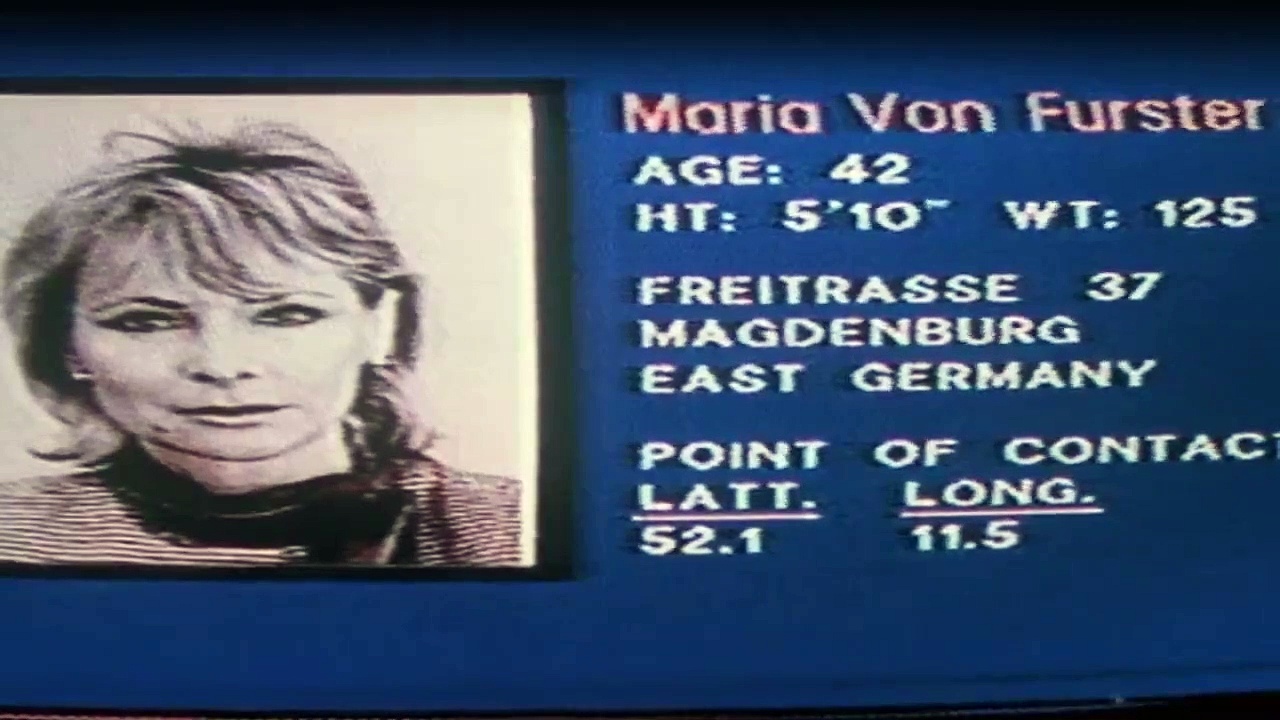 Maria Von Furster
AGE: 42
HT: 5'10" WT: 125
FREITRASSE 37
MAGDENBURG
EAST GERMANY
POINT OF CONTACT
LATT. LONG.
52.1 11.5